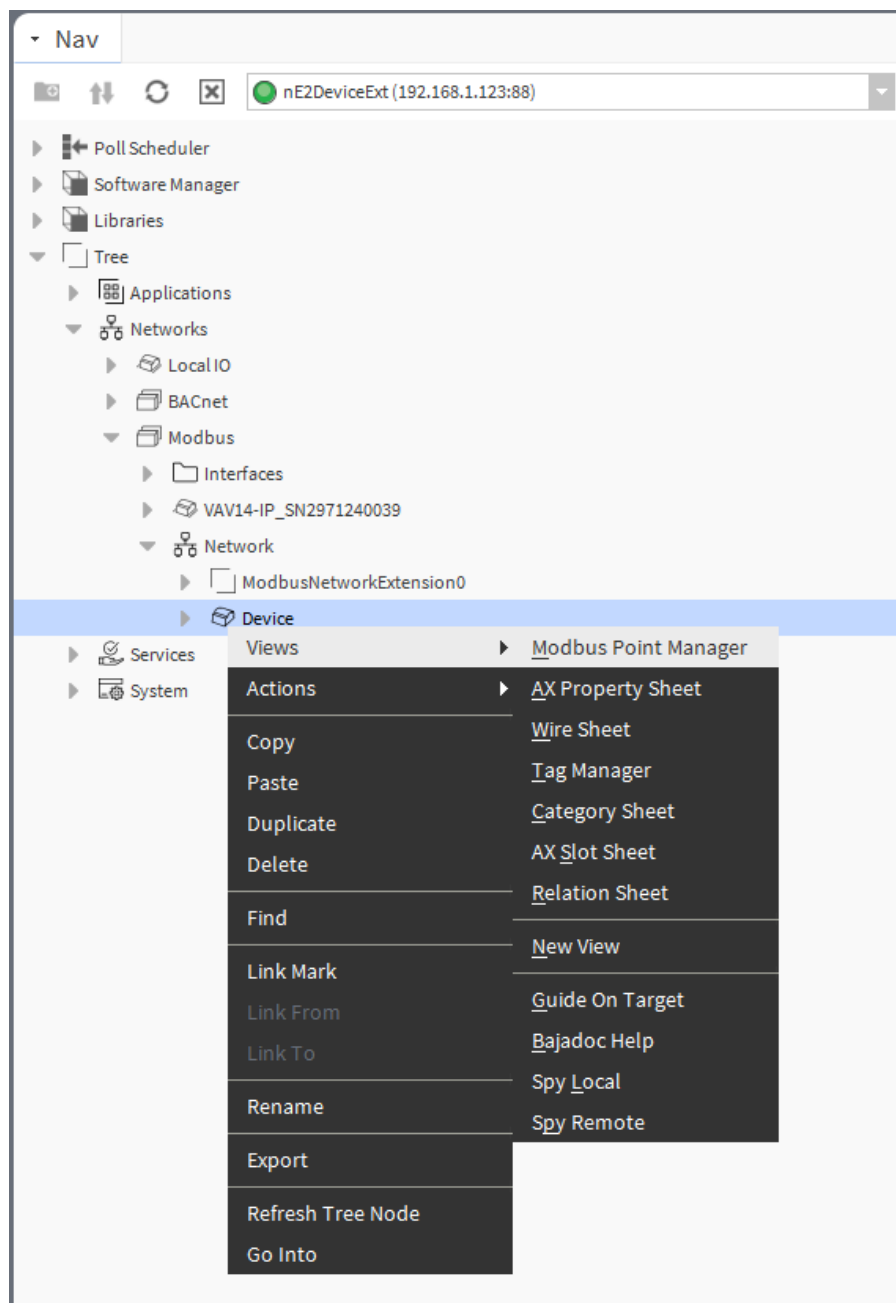 Nav
nE2DeviceExt (192.168.1.123:88)
Poll Scheduler
Software Manager
Libraries
Tree
Applications
Networks
Local IO
BACnet
Modbus
Interfaces
VAV14-IP_SN2971240039
Network
ModbusNetworkExtension0
Device
Services
System
Views
Actions
Copy
Paste
Duplicate
Delete
Find
Link Mark
Link From
Link To
Rename
Export
Refresh Tree Node
Go Into
Modbus Point Manager
AX Property Sheet
Wire Sheet
Tag Manager
Category Sheet
AX Slot Sheet
Relation Sheet
New View
Guide On Target
Bajadoc Help
Spy Local
Spy Remote